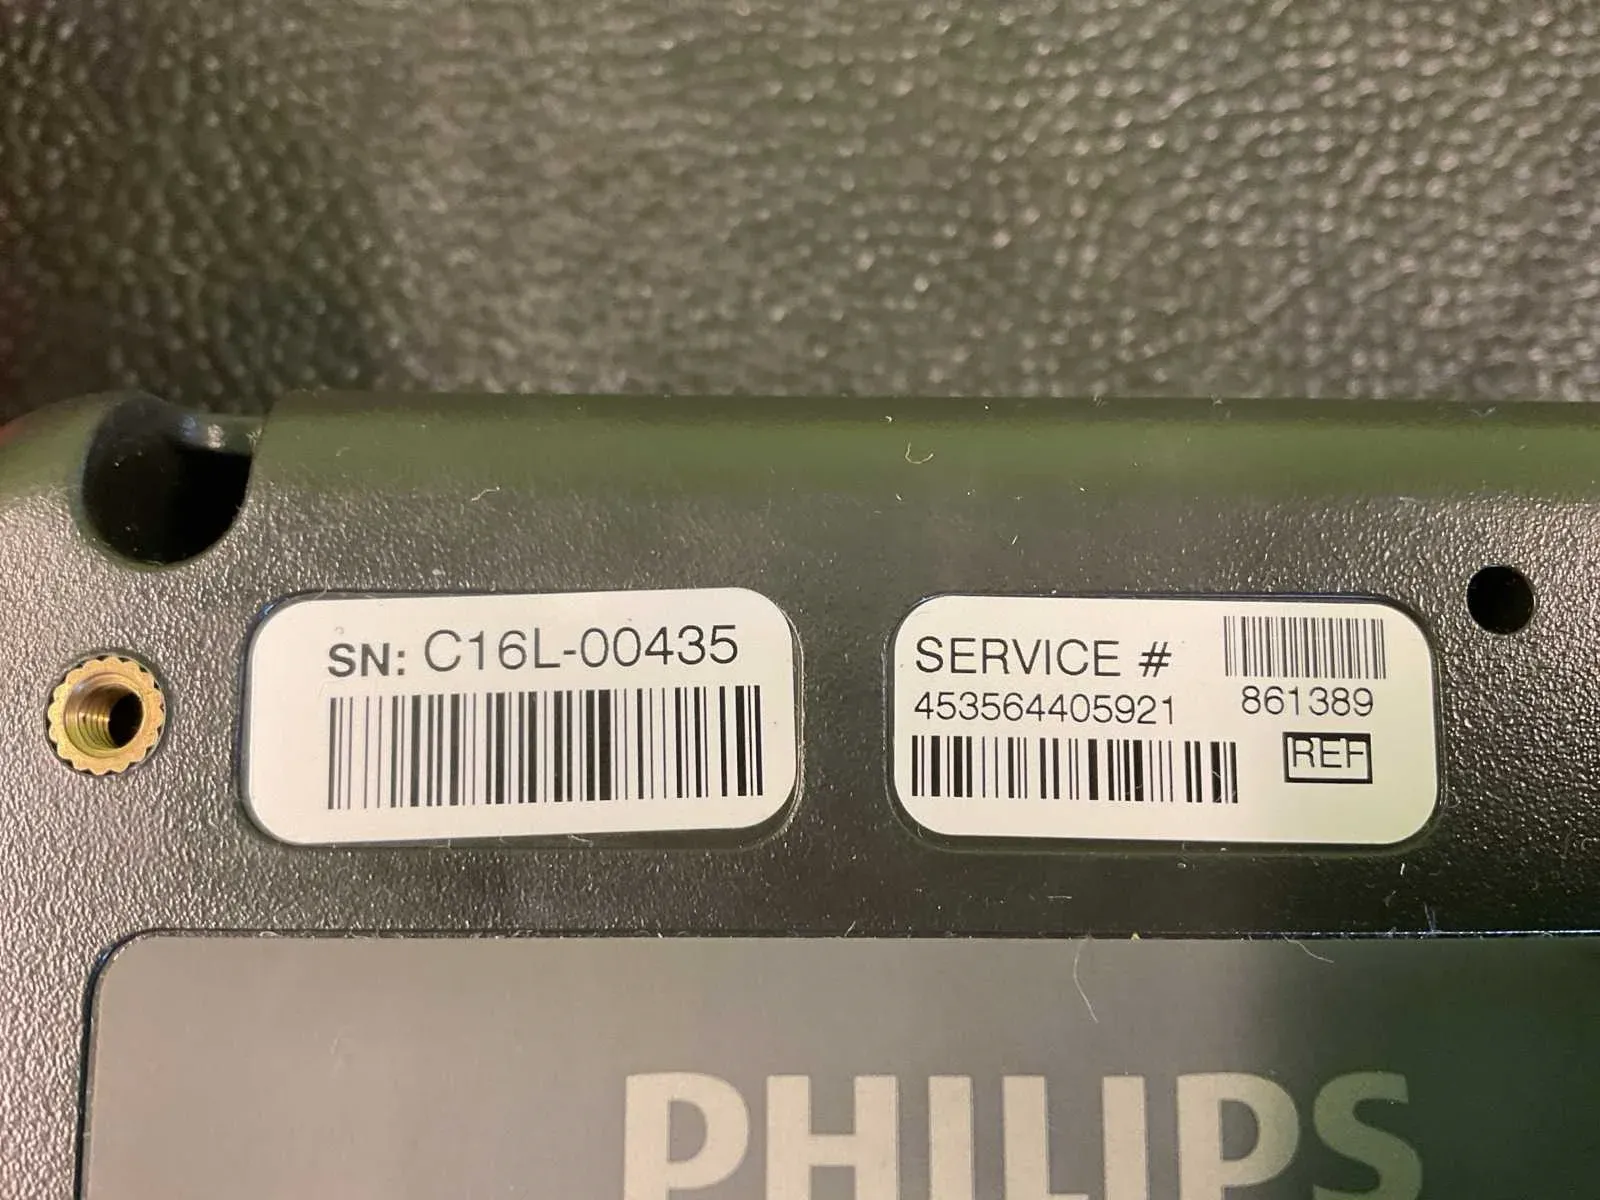 SN: C16L-00435
SERVICE #
453564405921
861389
REF
PHILIPS